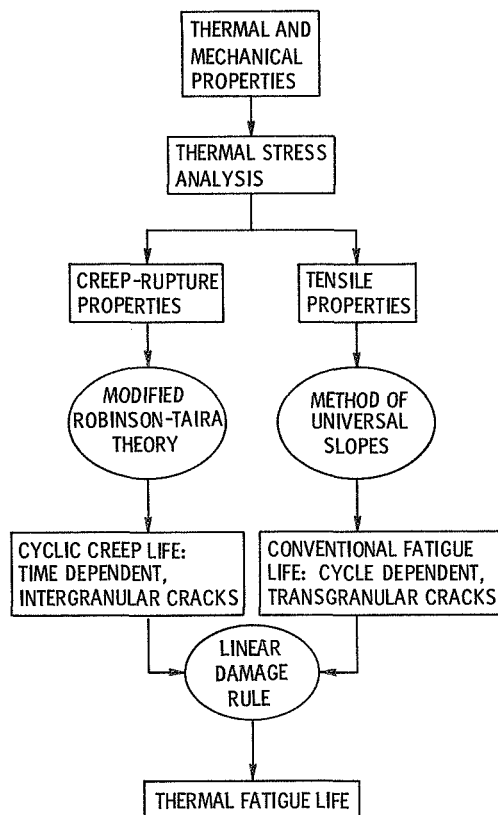 THERMAL AND
MECHANICAL
PROPERTIES
THERMAL STRESS
ANALYSIS
CREEP-RUPTURE
PROPERTIES
TENSILE
PROPERTIES
MODIFIED
ROBINSON-TAIRA
THEORY
METHOD OF
UNIVERSAL
SLOPES
CYCLIC CREEP LIFE:
TIME DEPENDENT,
INTERGRANULAR CRACKS
CONVENTIONAL FATIGUE
LIFE: CYCLE DEPENDENT,
TRANSGRANULAR CRACKS
LINEAR
DAMAGE
RULE
THERMAL FATIGUE LIFE